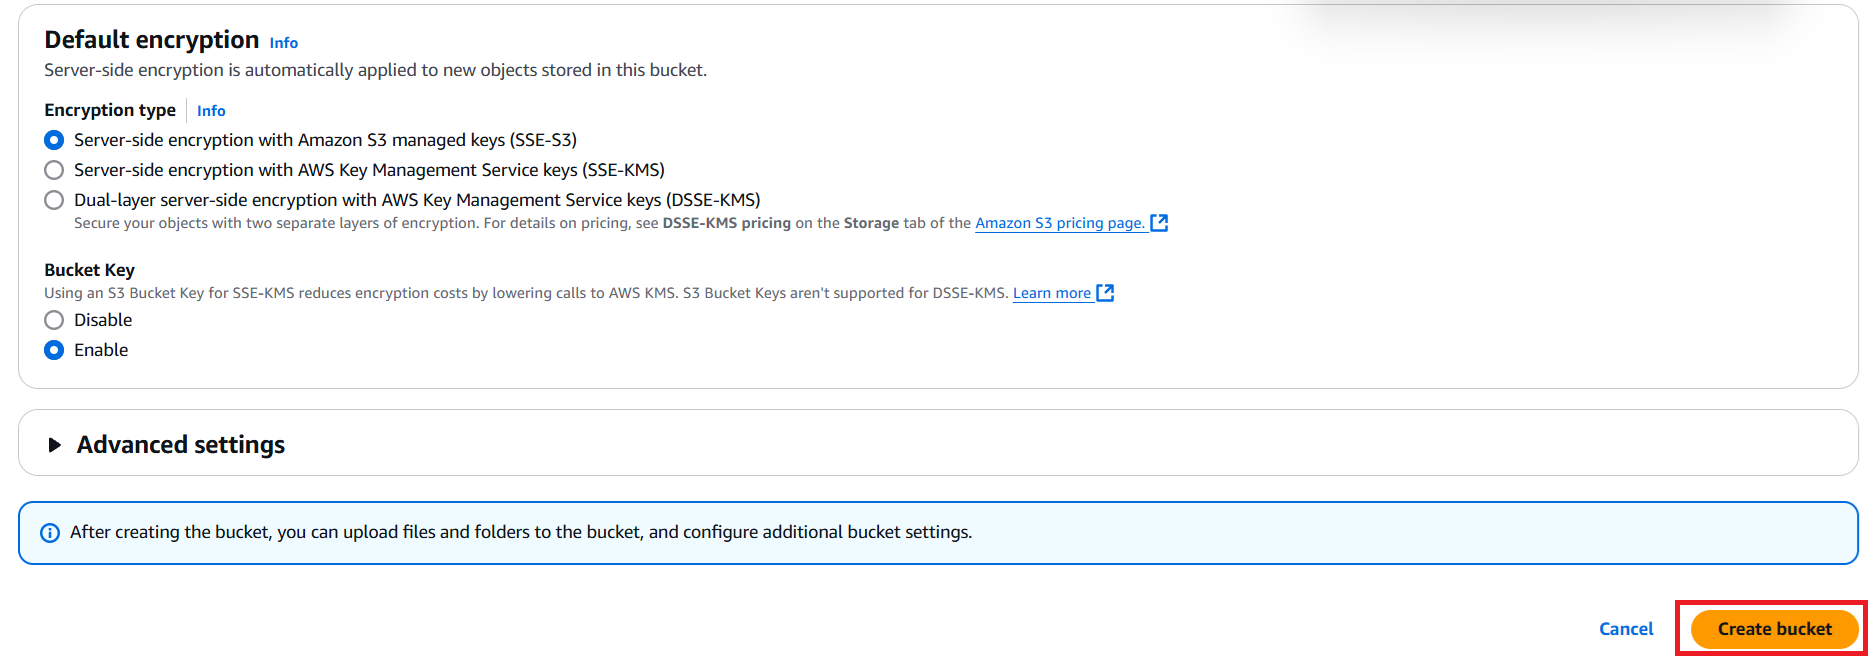 Default encryption Info
Server-side encryption is automatically applied to new objects stored in this bucket.
Encryption type Info
Server-side encryption with Amazon S3 managed keys (SSE-S3)
Server-side encryption with AWS Key Management Service keys (SSE-KMS)
Dual-layer server-side encryption with AWS Key Management Service keys (DSSE-KMS)
Secure your objects with two separate layers of encryption. For details on pricing, see DSSE-KMS pricing on the Storage tab of the Amazon S3 pricing page.
Bucket Key
Using an S3 Bucket Key for SSE-KMS reduces encryption costs by lowering calls to AWS KMS. S3 Bucket Keys aren't supported for DSSE-KMS. Learn more
Disable
Enable
Advanced settings
After creating the bucket, you can upload files and folders to the bucket, and configure additional bucket settings.
Cancel Create bucket